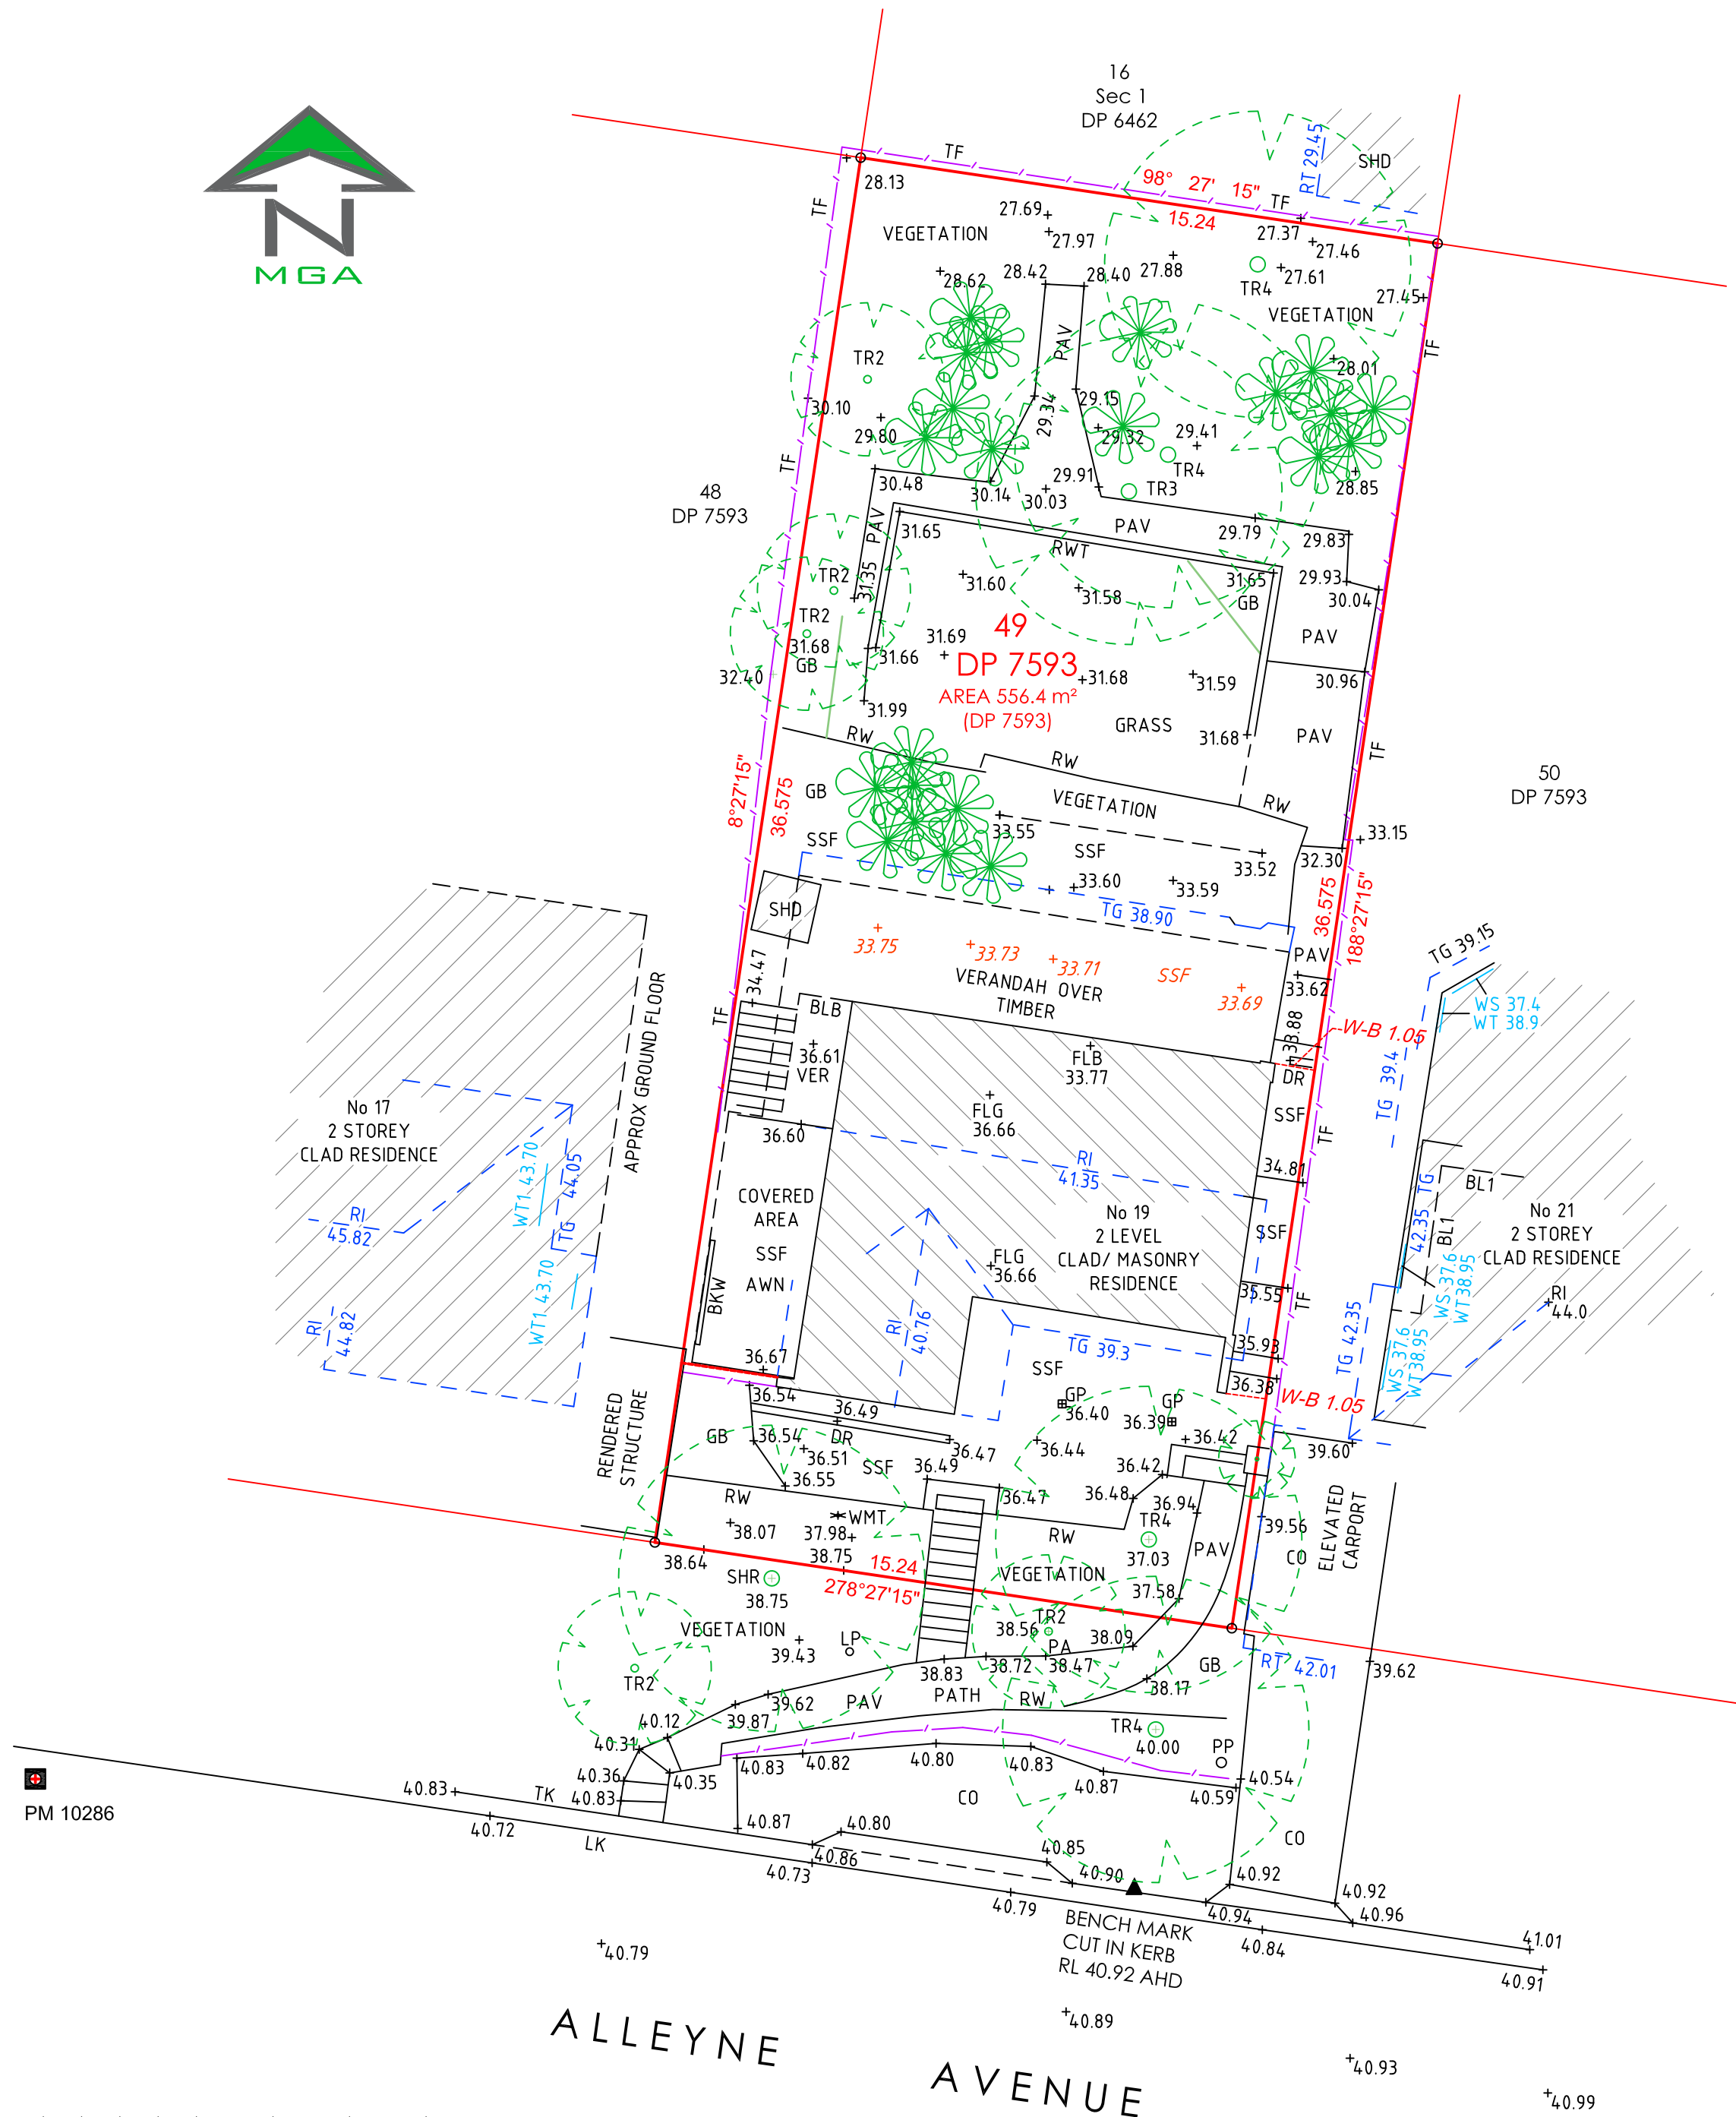 16
Sec 1
DP 6462
N
MGA
TF
28.13
98° 27' 15"
15.24
RT 29.45
SHD
TF
TF
27.69
27.97
VEGETATION
27.37
27.46
28.62
28.42
28.40
27.88
27.61
TR4
27.45
VEGETATION
PAV
TF
TR2
28.01
30.10
29.34
29.15
29.80
29.32
29.41
TR4
TF
48
DP 7593
30.48
30.14
29.91
30.03
TR3
28.85
PAV
31.65
PAV
29.79
29.83
RWT
TR2
31.35
31.60
31.58
31.65
GB
29.93
30.04
TR2
31.68
GB
31.66
31.69
49
DP 7593
AREA 556.4 m²
(DP 7593)
PAV
32.40
31.68
31.59
30.96
31.99
RW
GRASS
31.68
PAV
TF
8°27'15"
36.575
RW
GB
VEGETATION
RW
50
DP 7593
SSF
33.55
SSF
33.52
33.15
32.30
33.60
33.59
36.575
188°27'15"
SHD
TG 38.90
33.75
33.73
33.71
SSF
33.69
VERANDAH OVER
TIMBER
PAV
33.62
TG 39.15
34.47
TF
BLB
WS 37.4
WT 38.9
APPROX GROUND FLOOR
36.61
VER
FLB
33.77
33.88
W-B 1.05
DR
TG 39.4
No 17
2 STOREY
CLAD RESIDENCE
36.60
FLG
36.66
SSF
TF
RI
41.35
34.81
WT1 43.70
TG 44.05
RI
45.82
COVERED
AREA
SSF
AWN
No 19
2 LEVEL
CLAD/ MASONRY
RESIDENCE
SSF
42.35 TG
BL1
BL1
No 21
2 STOREY
CLAD RESIDENCE
WT1 43.70
BKW
FLG
36.66
35.55
TF
WS 37.6
WT38.95
RI
44.0
RI
44.82
RI
40.76
TG 39.3
35.93
TG 42.35
WS 37.6
WT38.95
36.67
SSF
36.38
W-B 1.05
RENDERED
STRUCTURE
36.54
36.49
GP
36.40
GP
36.39
GB
36.54
DR
36.51
SSF
36.47
36.44
36.42
39.60
36.55
36.49
36.47
36.42
36.48
36.94
RW
38.07
37.98
WMT
RW
TR4
37.03
39.56
ELEVATED
CARPORT
CO
PAV
38.64
38.75
15.24
278°27'15"
SHR
38.75
VEGETATION
37.58
VEGETATION
39.43
LP
38.56
TR2
PA
38.09
TR2
38.83
38.72
38.47
GB
RT 42.01
39.62
38.17
39.62
39.87
PAV
PATH
RW
40.12
40.31
TR4
40.00
PP
40.36
40.35
40.83
40.82
40.80
40.83
40.87
40.54
40.59
PM 10286
40.83
TK
40.83
CO
40.72
LK
40.87
40.80
40.86
40.73
40.85
40.90
CO
40.92
40.92
40.79
40.94
40.96
BENCH MARK
CUT IN KERB
RL 40.92 AHD
40.84
41.01
40.91
40.79
40.89
ALLEYNE
AVENUE
40.93
40.99